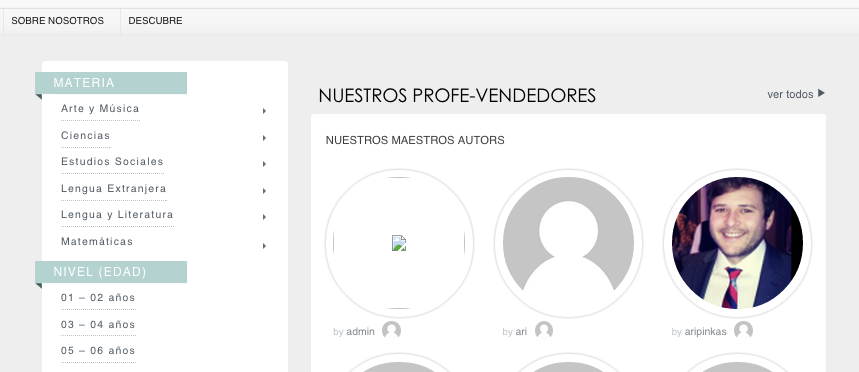 SOBRE NOSOTROS
DESCUBRE
MATERIA
Arte y Música
Ciencias
Estudios Sociales
Lengua Extranjera
Lengua y Literatura
Matemáticas
NIVEL (EDAD)
01 – 02 años
03 – 04 años
05 – 06 años
NUESTROS PROFE-VENDEDORES
ver todos
NUESTROS MAESTROS AUTORS
by admin
by ari
by aripinkas